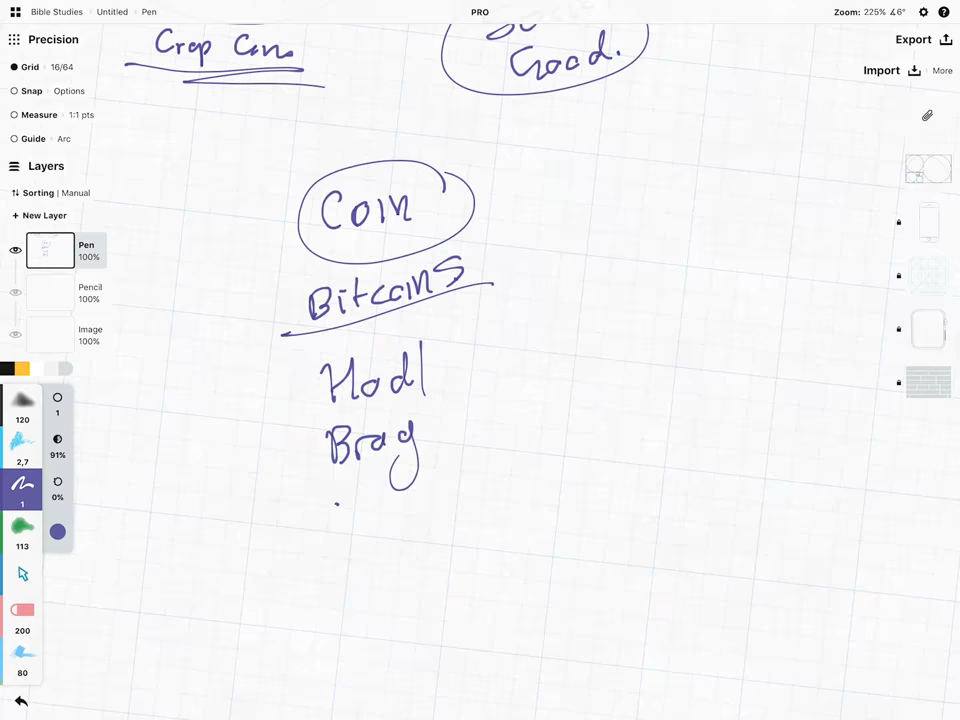 Bible Studies Untitled Pen
PRO
Zoom: 225% ∡6°
Precision
Export
Grid 16/64
Import
More
Snap Options
Measure 1:1 pts
Guide Arc
Layers
Sorting | Manual
+ New Layer
Pen
100%
Pencil
100%
Image
100%
120
1
2,7
91%
1
0%
113
200
80
Good.
Coin
Bitcoins
Hodl
Brag